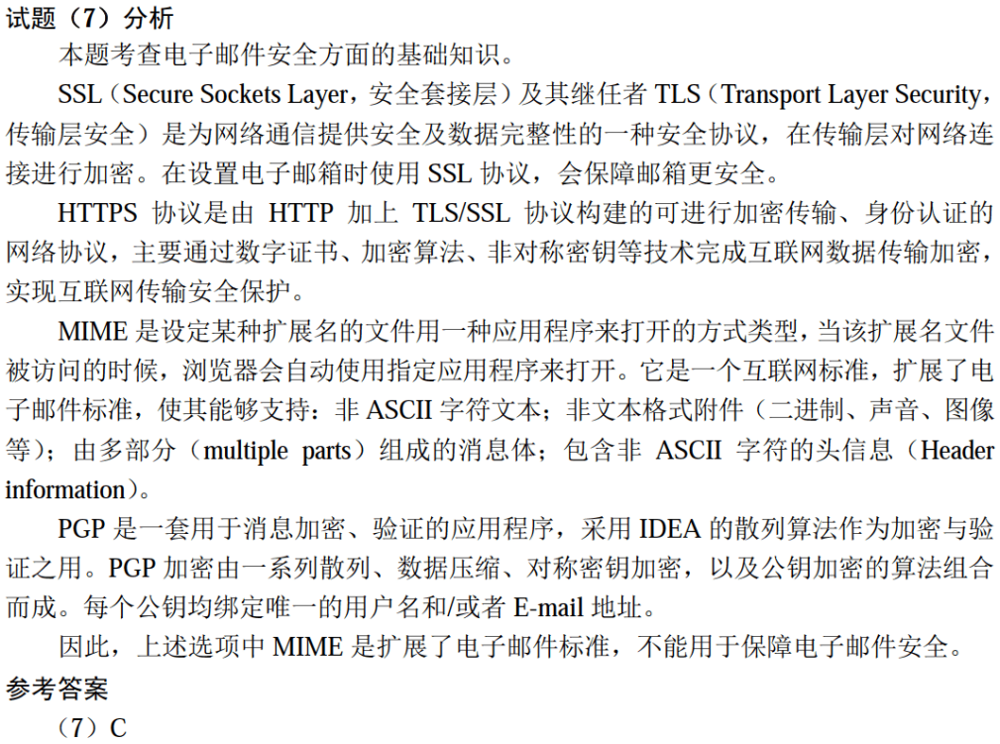 试题（7）分析
本题考查电子邮件安全方面的基础知识。
SSL（Secure Sockets Layer，安全套接层）及其继任者 TLS（Transport Layer Security，
传输层安全）是为网络通信提供安全及数据完整性的一种安全协议，在传输层对网络连
接进行加密。在设置电子邮箱时使用 SSL 协议，会保障邮箱更安全。
HTTPS 协议是由 HTTP 加上 TLS/SSL 协议构建的可进行加密传输、身份认证的
网络协议，主要通过数字证书、加密算法、非对称密钥等技术完成互联网数据传输加密，
实现互联网传输安全保护。
MIME 是设定某种扩展名的文件用一种应用程序来打开的方式类型，当该扩展名文件
被访问的时候，浏览器会自动使用指定应用程序来打开。它是一个互联网标准，扩展了电
子邮件标准，使其能够支持：非 ASCII 字符文本；非文本格式附件（二进制、声音、图像
等）；由多部分（multiple parts）组成的消息体；包含非 ASCII 字符的头信息（Header
information）。
PGP 是一套用于消息加密、验证的应用程序，采用 IDEA 的散列算法作为加密与验
证之用。PGP 加密由一系列散列、数据压缩、对称密钥加密，以及公钥加密的算法组合
而成。每个公钥均绑定唯一的用户名和/或者 E-mail 地址。
因此，上述选项中 MIME 是扩展了电子邮件标准，不能用于保障电子邮件安全。
参考答案
（7）C